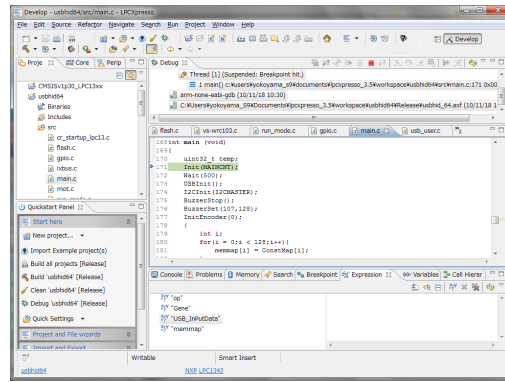 Develop - usbhid64/src/main.c - LPCXpresso
File Edit Source Refactor Navigate Search Run Project Window Help
Develop
Proje Core Perip
CMSISv1p30_LPC13xx
usbhid64
Binaries
Includes
src
cr_startup_lpc13.c
flash.c
gpio.c
ixbus.c
main.c
mot.c
Debug
Thread [1] (Suspended: Breakpoint hit.)
1 main() c:¥users¥yokoyama_s9¥documents¥lpcxpresso_3.5¥workspace¥usbhid64¥src¥main.c:171 0x00
arm-none-eabi-gdb (10/11/18 10:30)
C:¥Users¥yokoyama_S9¥Documents¥lpcxpresso_3.5¥workspace¥usbhid64¥Release¥usbhid_64.axf (10/11/18 1
flash.c vs-wrc103.c run_mode.c gpio.c main.c usb_user.c
168 int main (void)
169 {
170 uint32_t temp;
171 Init(MAINCNT);
172 Wait(500);
173 USBInit();
174 I2CInit(I2CMASTER);
175 BuzzerStop();
176 BuzzerSet(107,128);
177 InitEncoder(0);
178 {
179 int i;
180 for(i = 0;i < 128;i++){
181 memmap[i] = ConstMap[i];
Quickstart Panel
Start here
New project...
Import Example project(s)
Build all projects [Release]
Build 'usbhid64' [Release]
Clean 'usbhid64' [Release]
Debug 'usbhid64' [Release]
Quick Settings
Project and File wizards
Import and Export
Console Problems Memory Search Breakpoint Expression Variables Call Hierar
"op"
"Gene"
"USB_InPutData"
"memmap"
Writable Smart Insert
usbhid64 NXP LPC1343